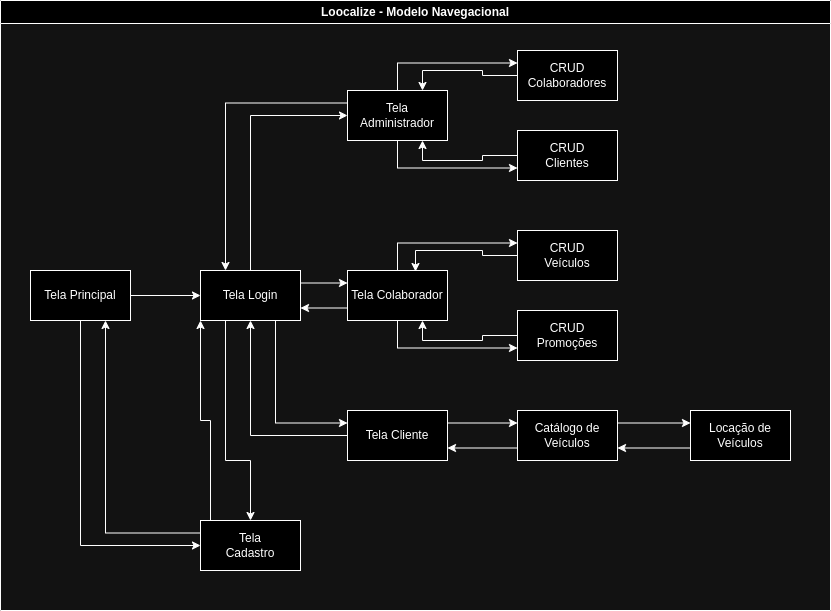 Loocalize - Modelo Navegacional
CRUD
Colaboradores
Tela
Administrador
CRUD
Clientes
CRUD
Veículos
Tela Principal
Tela Login
Tela Colaborador
CRUD
Promoções
Tela Cliente
Catálogo de
Veículos
Locação de
Veículos
Tela
Cadastro